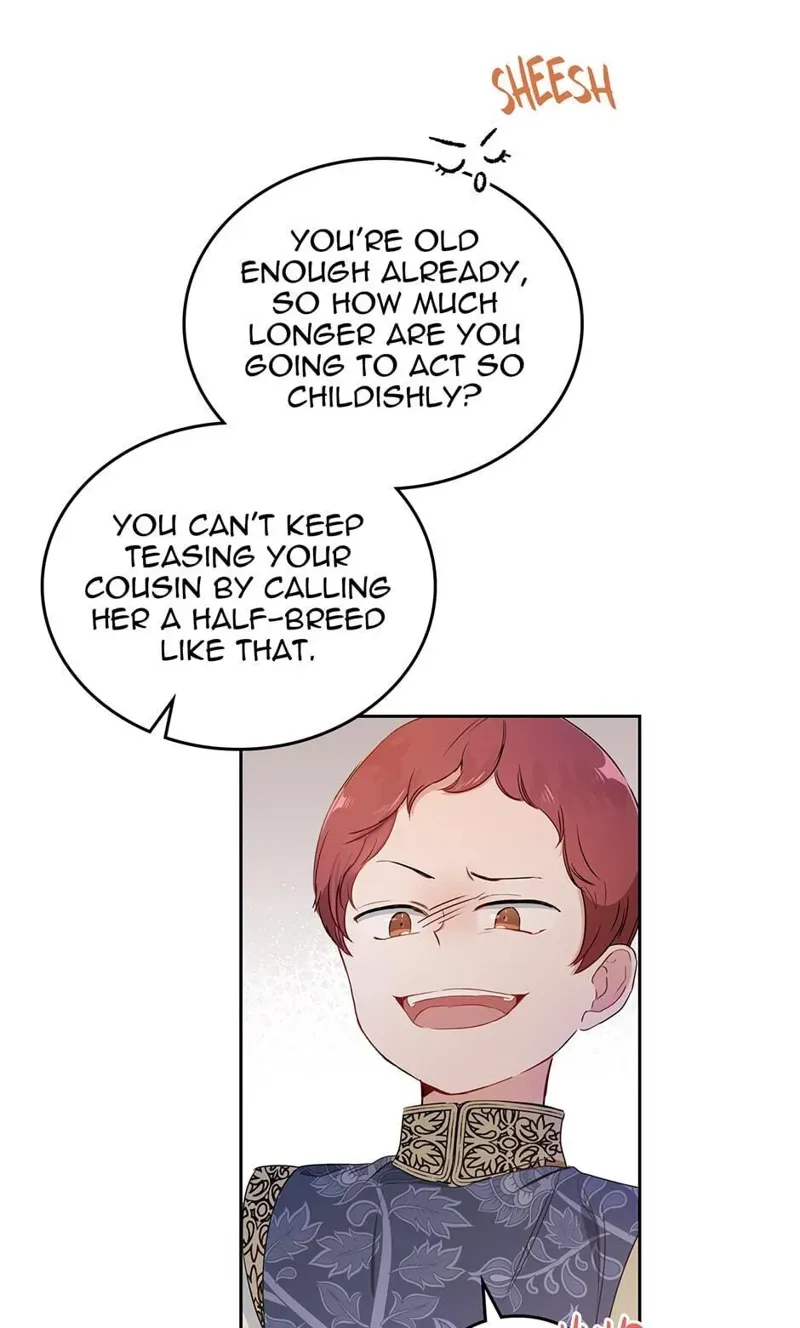 SHEESH
YOU'RE OLD
ENOUGH ALREADY,
SO HOW MUCH
LONGER ARE YOU
GOING TO ACT SO
CHILDISHLY?
YOU CAN'T KEEP
TEASING YOUR
COUSIN BY CALLING
HER A HALF-BREED
LIKE THAT.